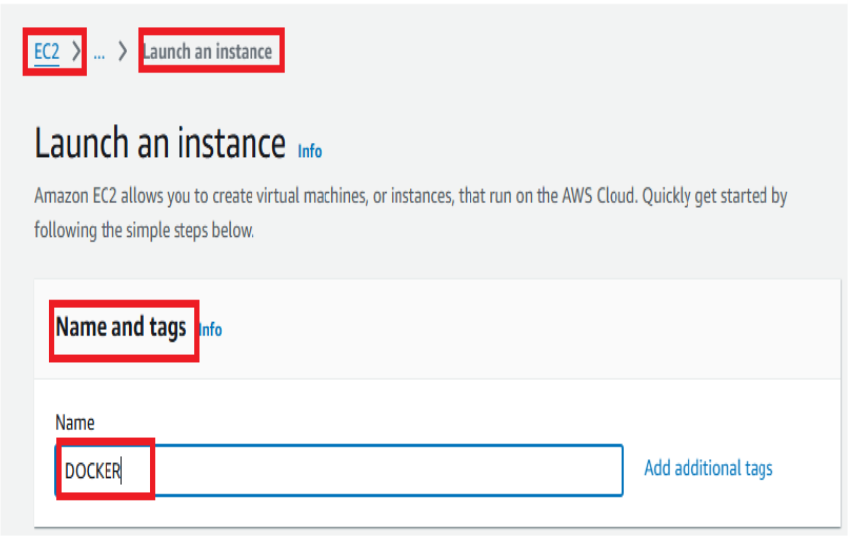 EC2 > ... > Launch an instance
Launch an instance Info
Amazon EC2 allows you to create virtual machines, or instances, that run on the AWS Cloud. Quickly get started by
following the simple steps below.
Name and tags Info
Name
DOCKER
Add additional tags